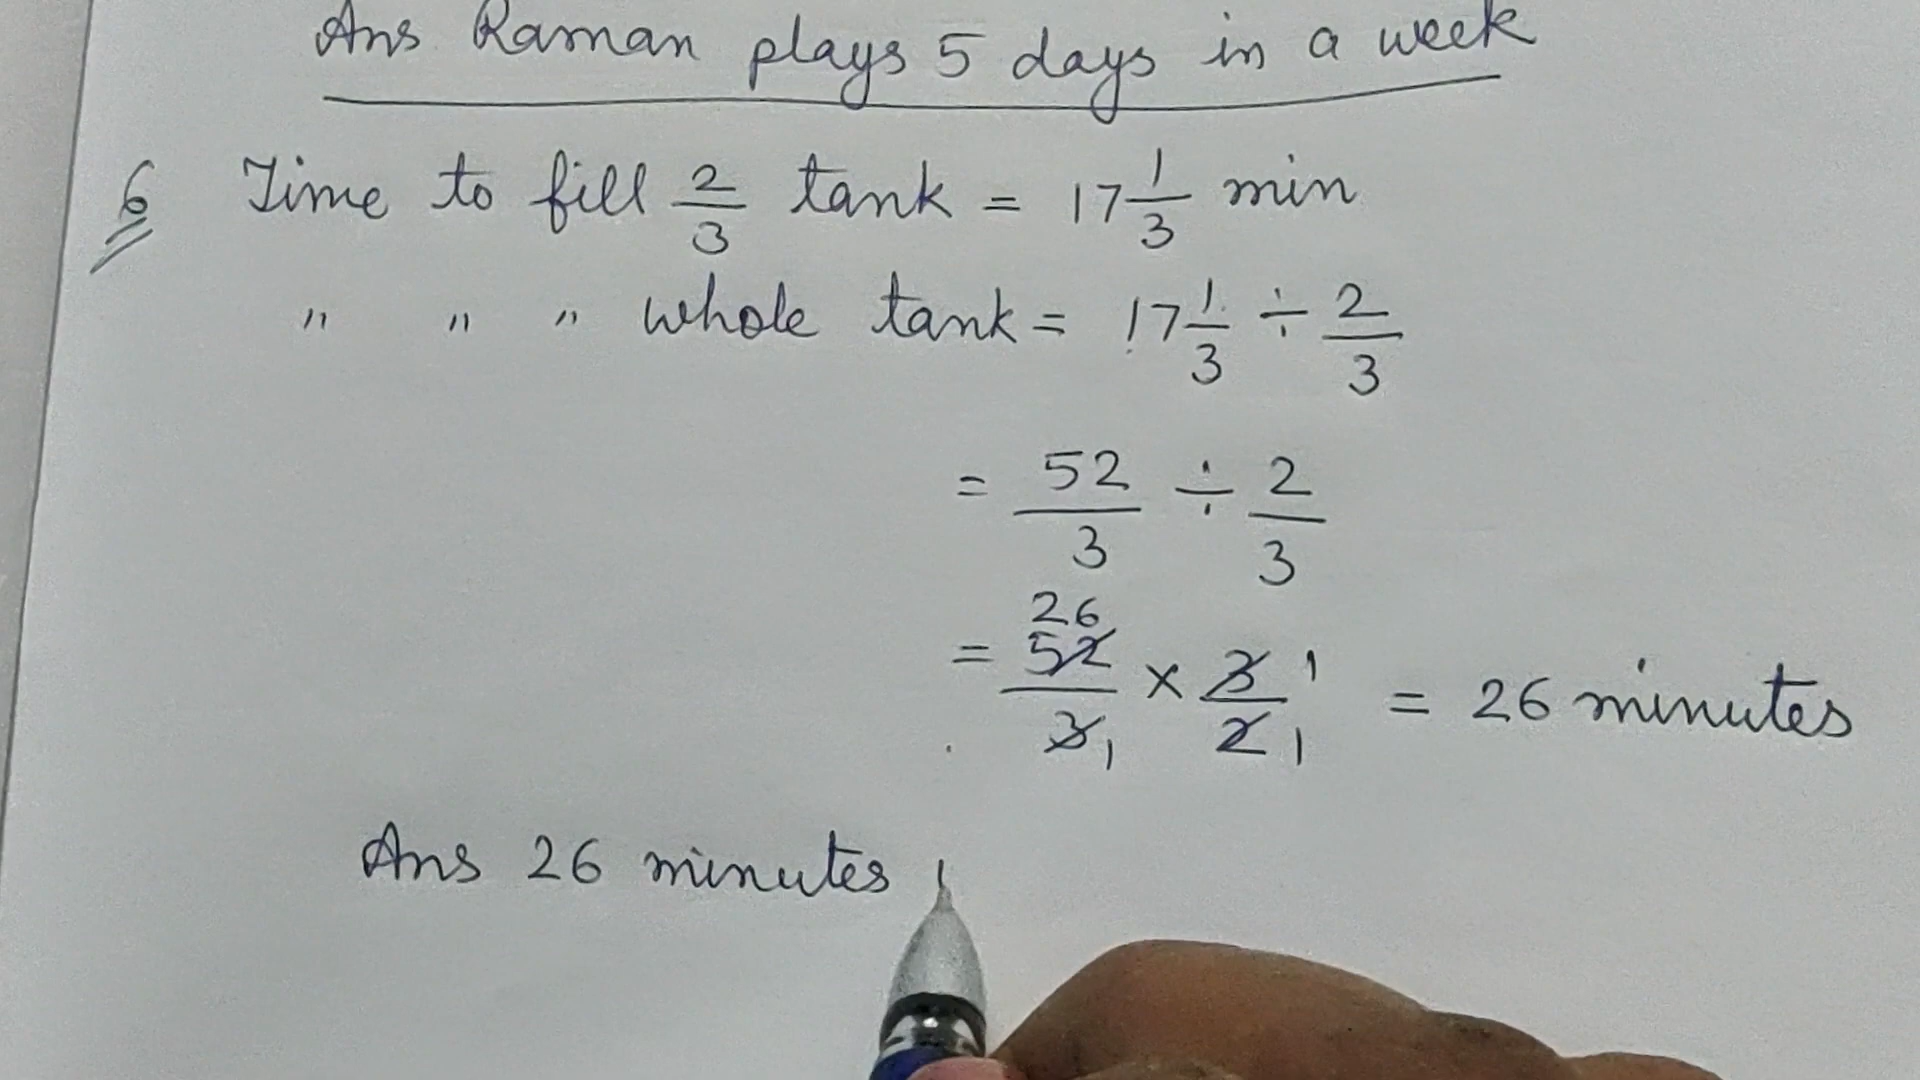 Ans Raman plays 5 days in a week
6 Time to fill 2/3 tank = 17 1/3 min
" " " whole tank = 17 1/3 ÷ 2/3
= 52/3 ÷ 2/3
26
= 52/3 1 × 3/2 1 1 = 26 minutes
Ans 26 minutes